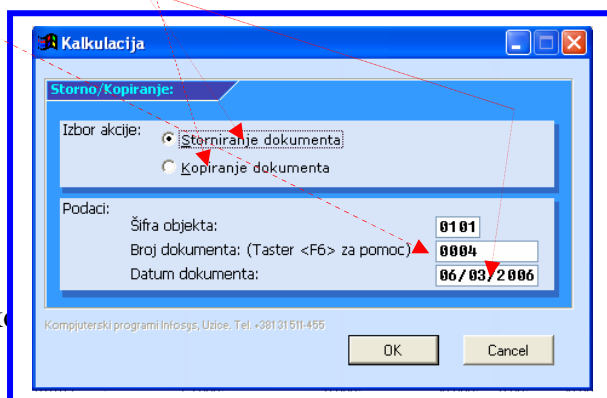 Kalkulacija
Storno/Kopiranje:
Izbor akcije:
Storniranje dokumenta
Kopiranje dokumenta
Podaci:
Šifra objekta: 0101
Broj dokumenta: (Taster <F6> za pomoc) 0004
Datum dokumenta: 06/03/2006
Kompjuterski programi Infosys, Uzice. Tel. +381 31 511-455
OK Cancel